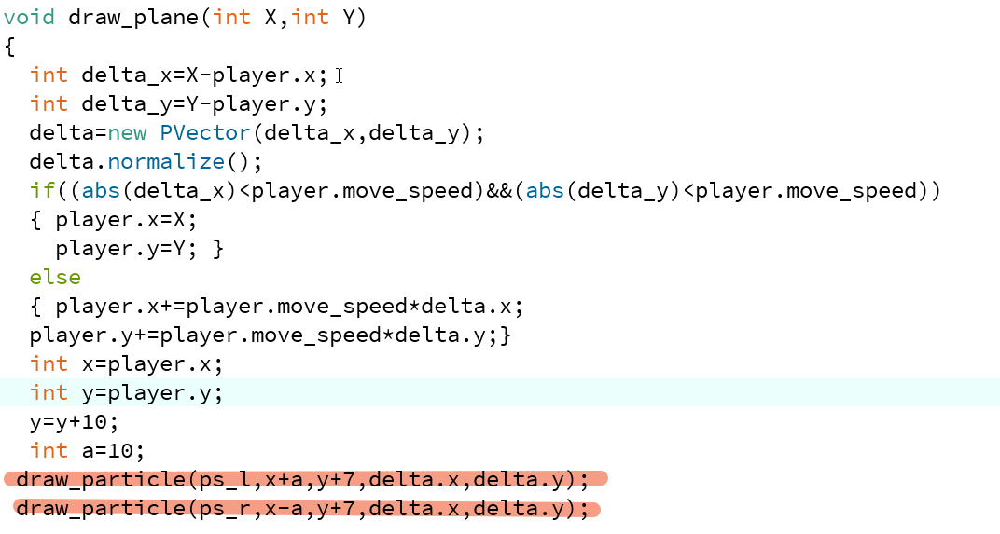 void draw_plane(int X,int Y)
{
int delta_x=X-player.x;
int delta_y=Y-player.y;
delta=new PVector(delta_x,delta_y);
delta.normalize();
if((abs(delta_x)<player.move_speed)&&(abs(delta_y)<player.move_speed))
{ player.x=X;
player.y=Y; }
else
{ player.x+=player.move_speed*delta.x;
player.y+=player.move_speed*delta.y;}
int x=player.x;
int y=player.y;
y=y+10;
int a=10;
draw_particle(ps_l,x+a,y+7,delta.x,delta.y);
draw_particle(ps_r,x-a,y+7,delta.x,delta.y);